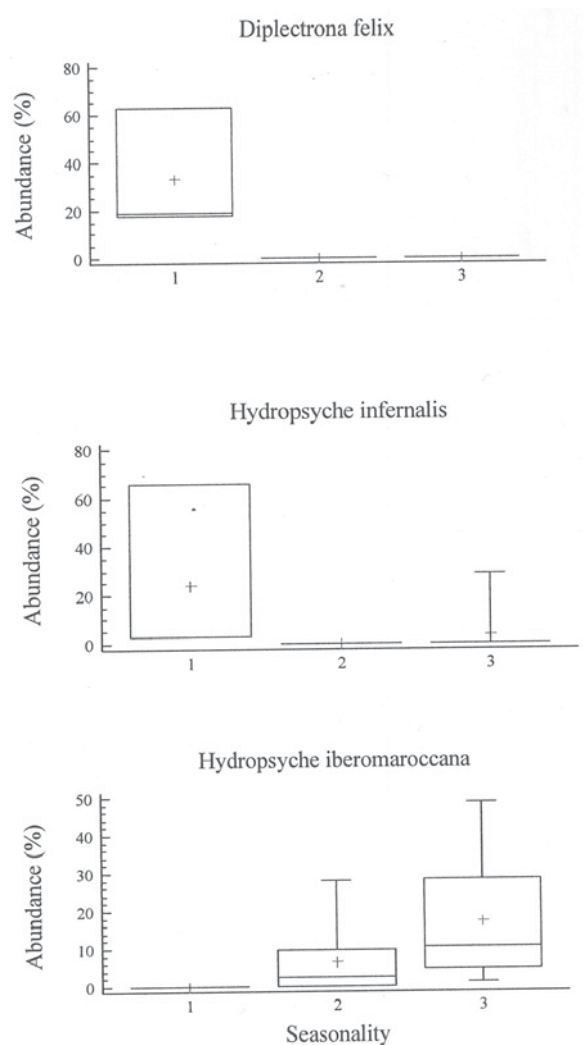 Diplectrona felix
80
60
40
20
0
Abundance (%)
1 2 3
Hydropsyche infernalis
80
60
40
20
0
Abundance (%)
1 2 3
Hydropsyche iberomaroccana
50
40
30
20
10
0
Abundance (%)
1 2 3
Seasonality